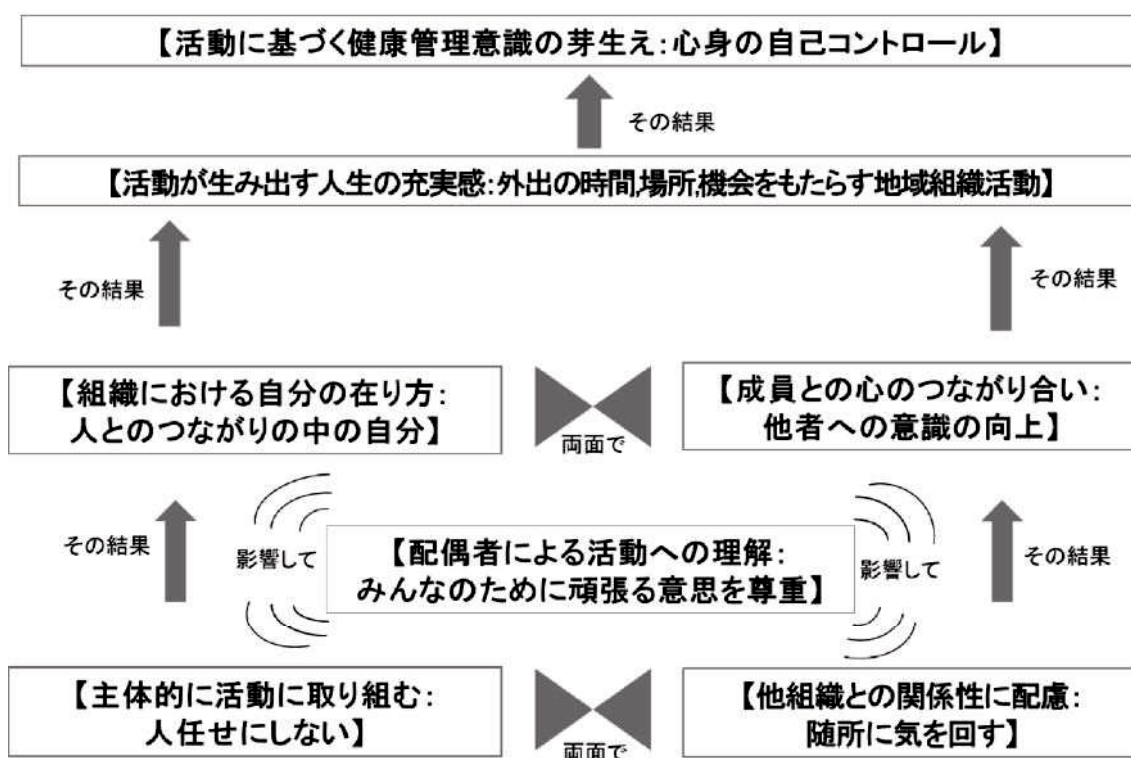 【活動に基づく健康管理意識の芽生え:心身の自己コントロール】
その結果
【活動が生み出す人生の充実感:外出の時間,場所,機会をもたらす地域組織活動】
その結果
その結果
【組織における自分の在り方:
人とのつながりの中の自分】
両面で
【成員との心のつながり合い:
他者への意識の向上】
その結果
影響して
【配偶者による活動への理解:
みんなのために頑張る意思を尊重】
影響して
その結果
【主体的に活動に取り組む:
人任せにしない】
両面で
【他組織との関係性に配慮:
随所に気を回す】